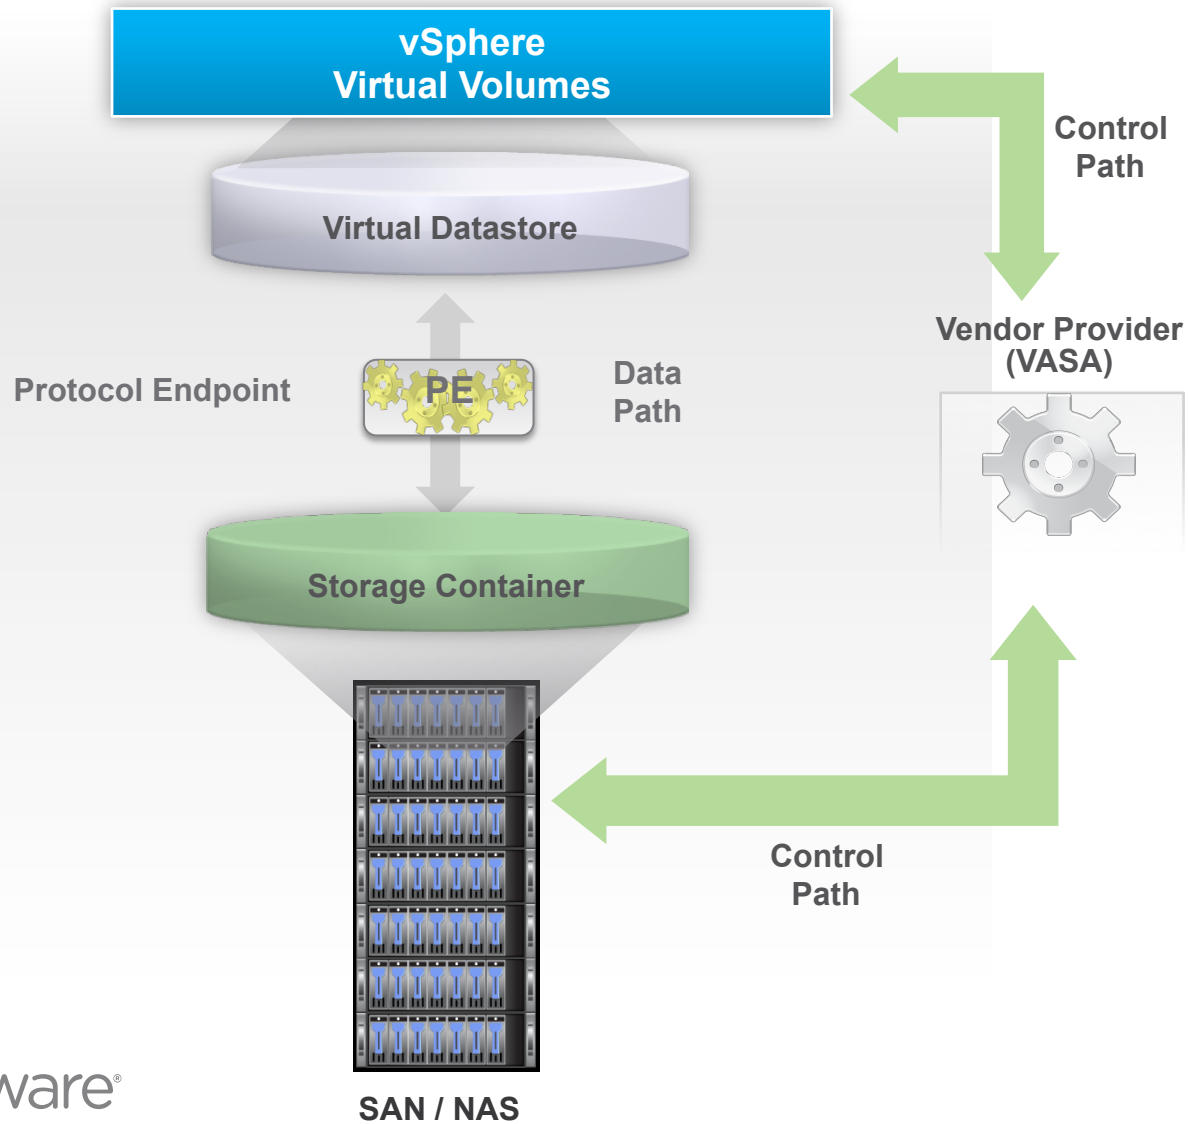 vSphere
Virtual Volumes
Control
Path
Virtual Datastore
Vendor Provider
(VASA)
Protocol Endpoint
PE
Data
Path
Storage Container
Control
Path
ware®
SAN / NAS